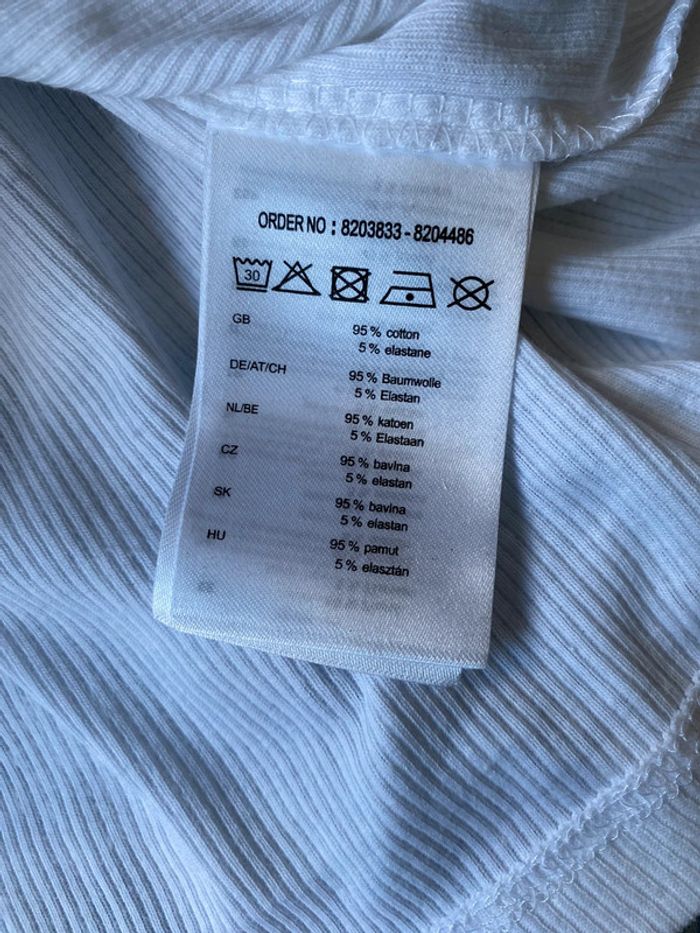 ORDER NO : 8203833 - 8204486
30
GB
95 % cotton
5 % elastane
DE/AT/CH
95 % Baumwolle
5 % Elastan
NL/BE
95 % katoen
5 % Elastaan
CZ
95 % bavlna
5 % elastan
SK
95 % bavlna
5 % elastan
HU
95 % pamut
5 % elasztán